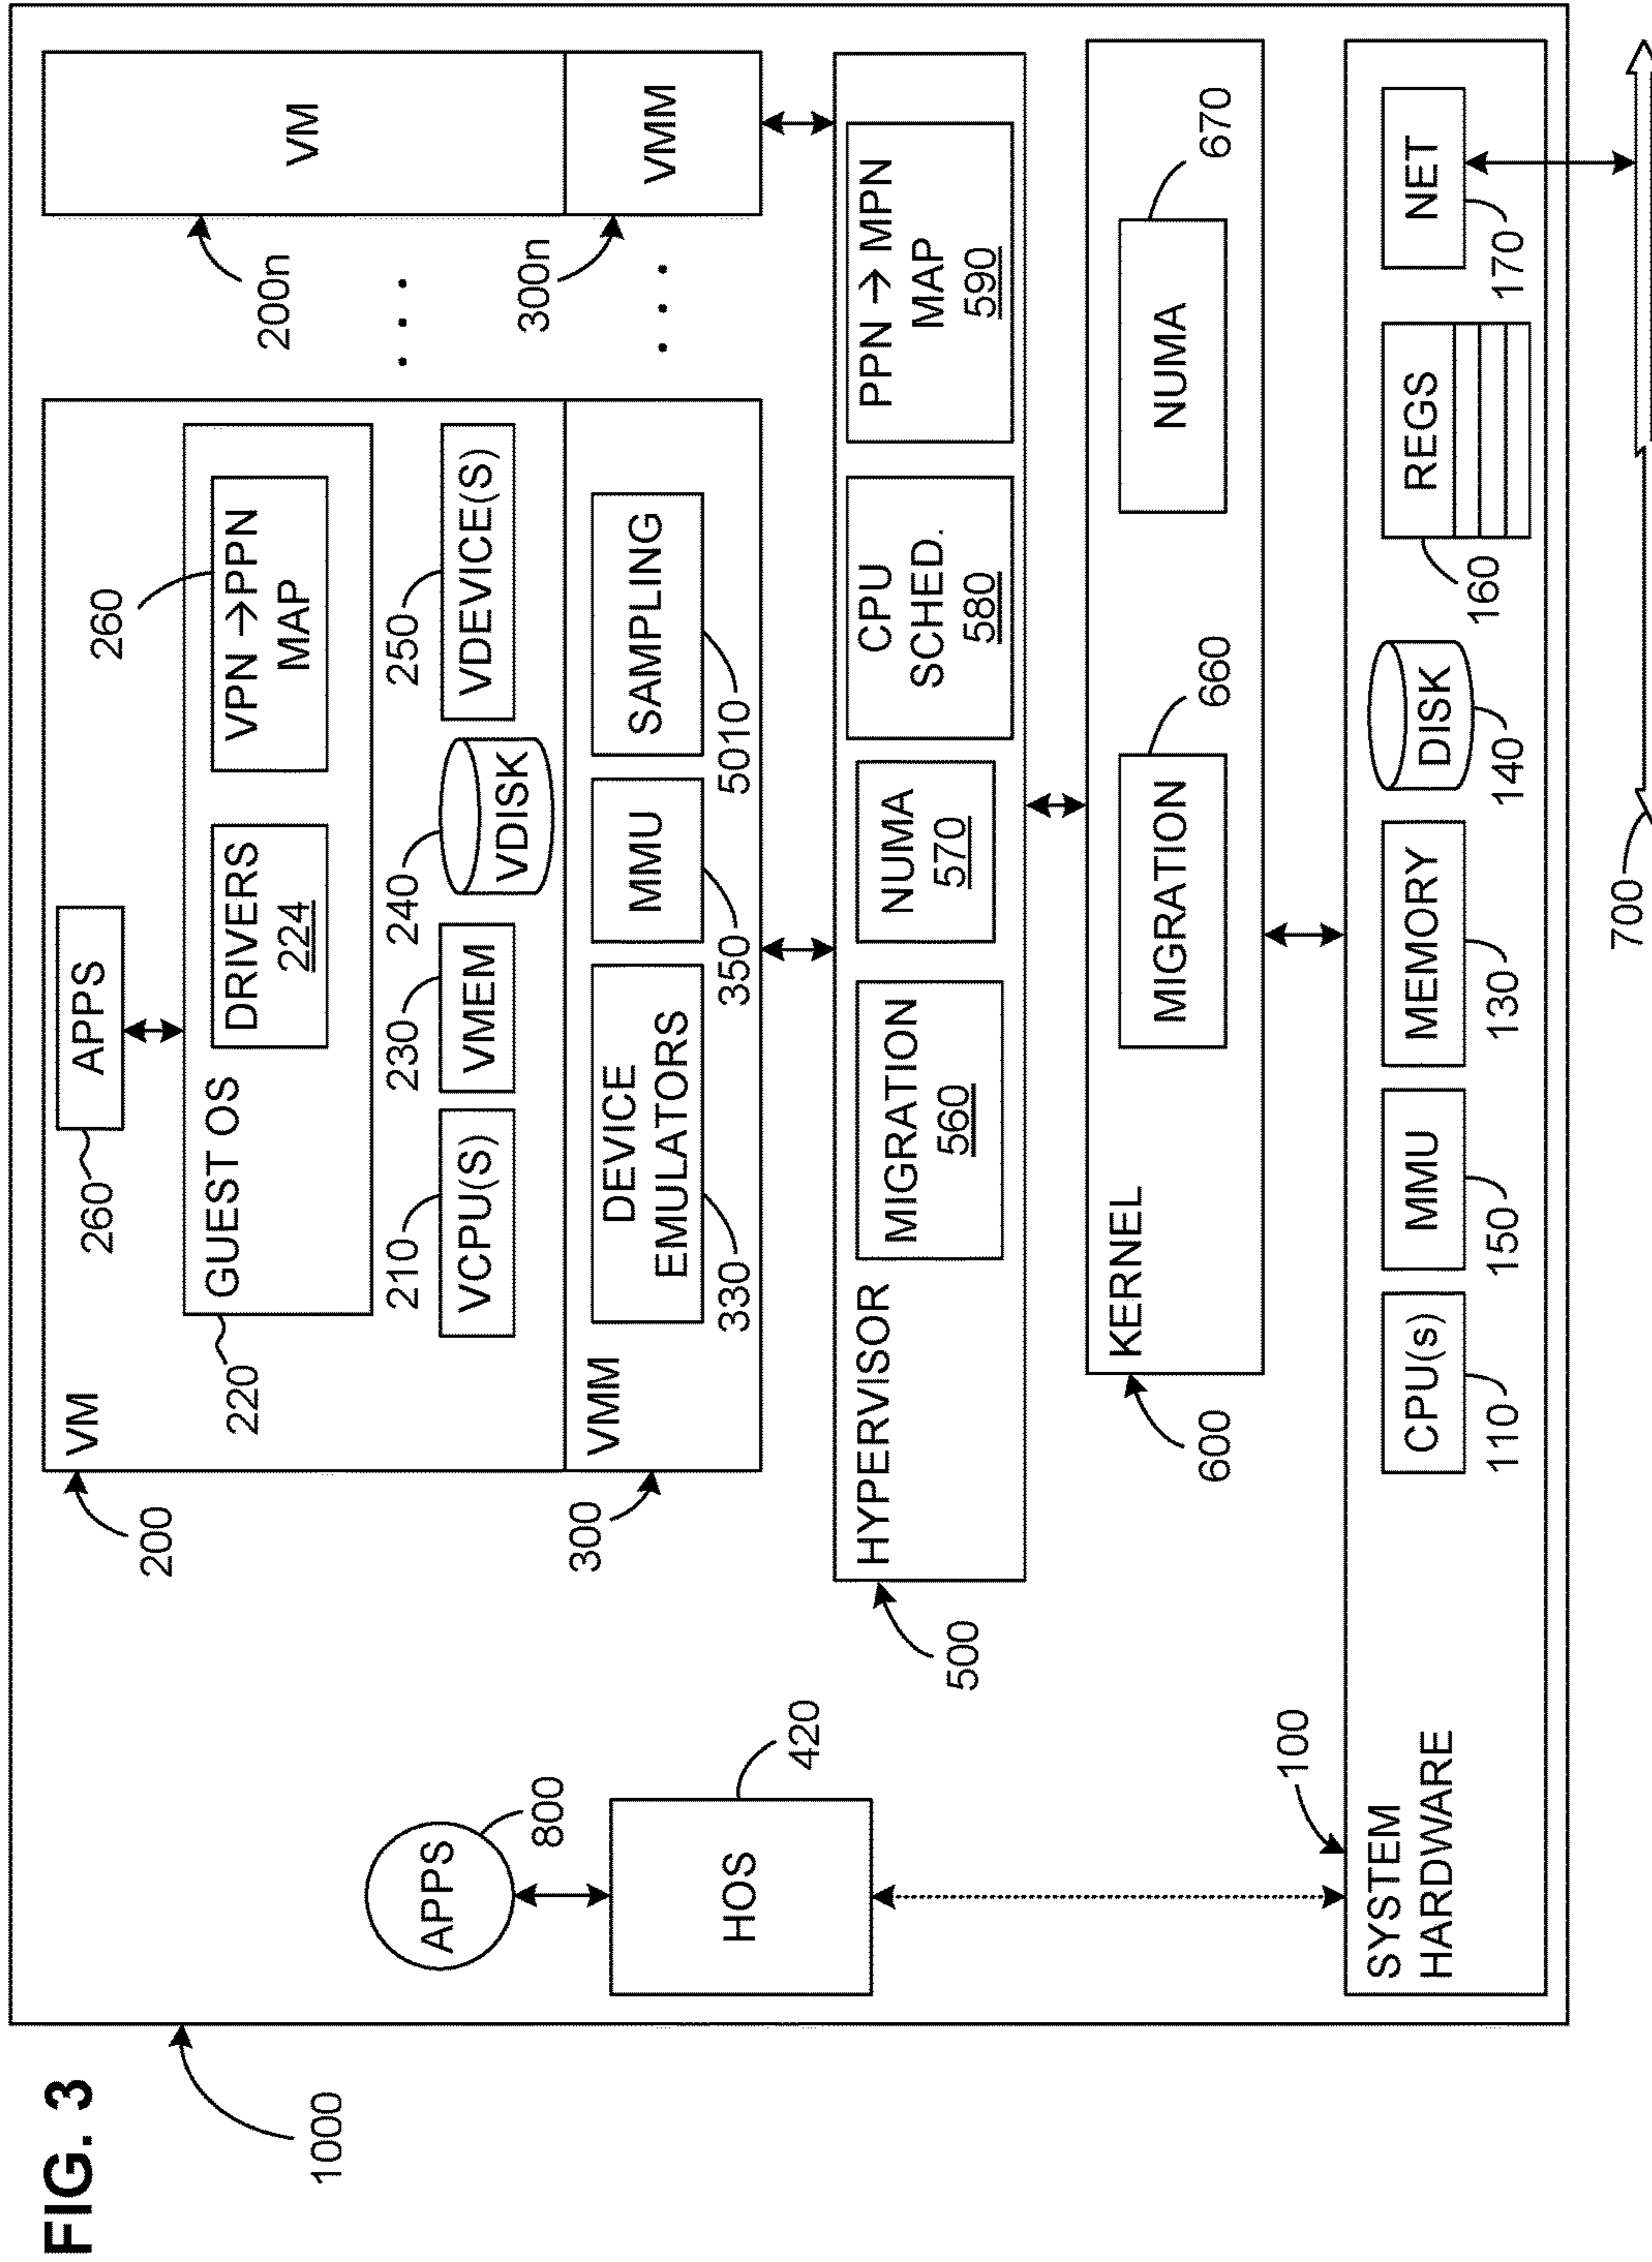 FIG. 3
1000
200
VM
APPS
260
VM
200n
220
GUEST OS
DRIVERS
224
VPN →PPN
MAP
260
210
VCPU(S)
230
VMEM
240
VDISK
250
VDEVICE(S)
. . .
300
VMM
DEVICE
EMULATORS
330
MMU
350
SAMPLING
5010
. . .
300n
VMM
APPS
800
HOS
420
500
HYPERVISOR
MIGRATION
560
NUMA
570
CPU
SCHED.
580
PPN → MPN
MAP
590
600
KERNEL
MIGRATION
660
NUMA
670
100
SYSTEM
HARDWARE
CPU(s)
110
MMU
150
MEMORY
130
DISK
140
REGS
160
NET
170
700